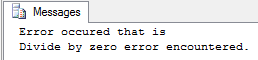 Messages
Error occured that is
Divide by zero error encountered.